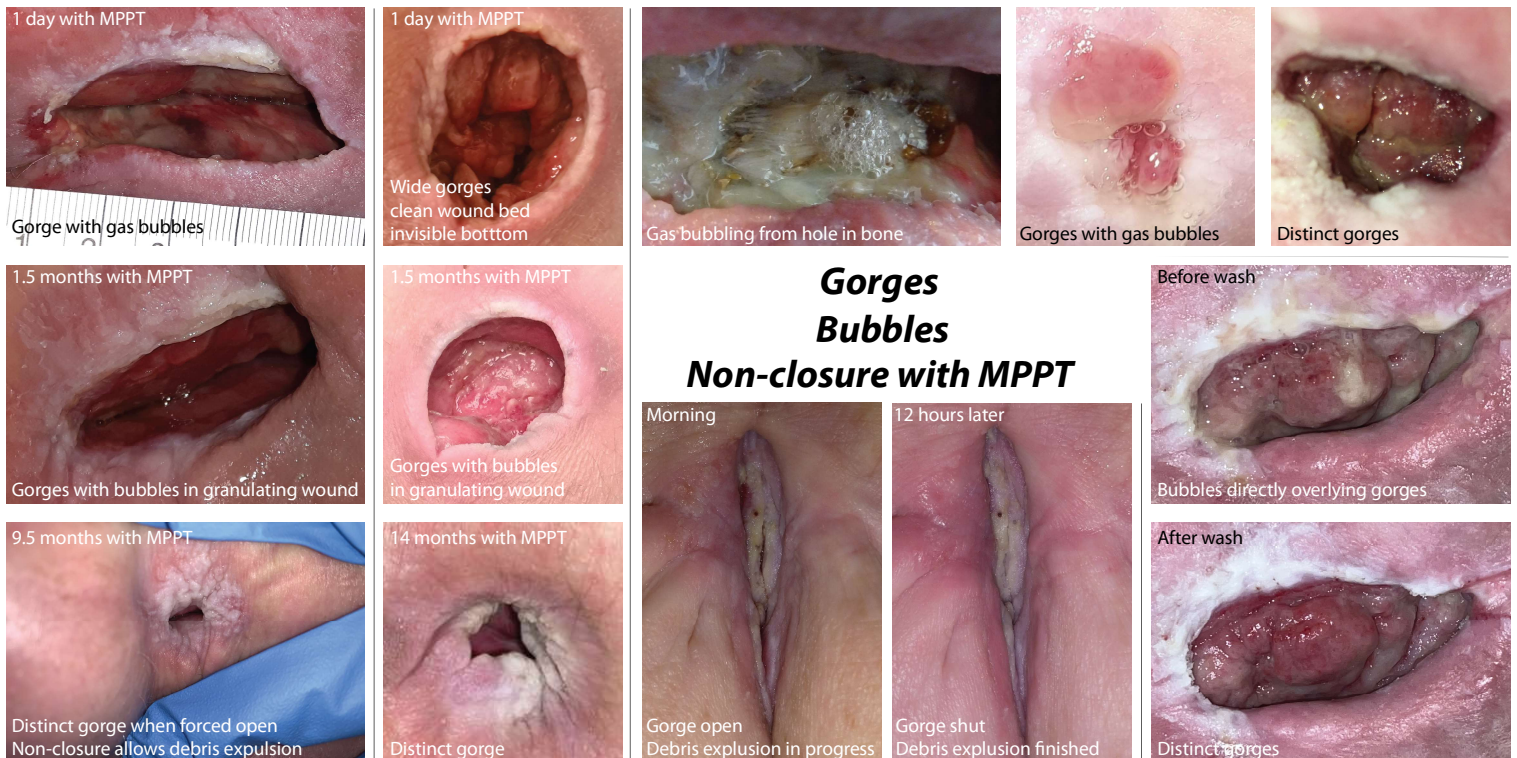 1 day with MPPT
Gorge with gas bubbles
1.5 months with MPPT
Gorges with bubbles in granulating wound
9.5 months with MPPT
Distinct gorge when forced open
Non-closure allows debris expulsion
1 day with MPPT
Wide gorges
clean wound bed
invisible botttom
1.5 months with MPPT
Gorges with bubbles
in granulating wound
14 months with MPPT
Distinct gorge
Gas bubbling from hole in bone
Gorges with gas bubbles
Distinct gorges
Gorges
Bubbles
Non-closure with MPPT
Morning
Gorge open
Debris explusion in progress
12 hours later
Gorge shut
Debris explusion finished
Before wash
Bubbles directly overlying gorges
After wash
Distinct gorges